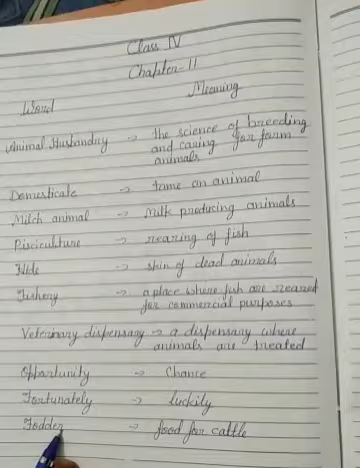 Class IV
Chapter-11
Word
Meaning
Animal Husbandry → the science of breeding
and caring for farm
animals
Domesticate → tame an animal
Milch animal → Milk producing animals
Pisciculture → rearing of fish
Hide → skin of dead animals
Fishery → a place where fish are reared
for commercial purposes
Veterinary dispensary → a dispensary where
animals are treated
Opportunity → Chance
Fortunately → luckily
Fodder → food for cattle